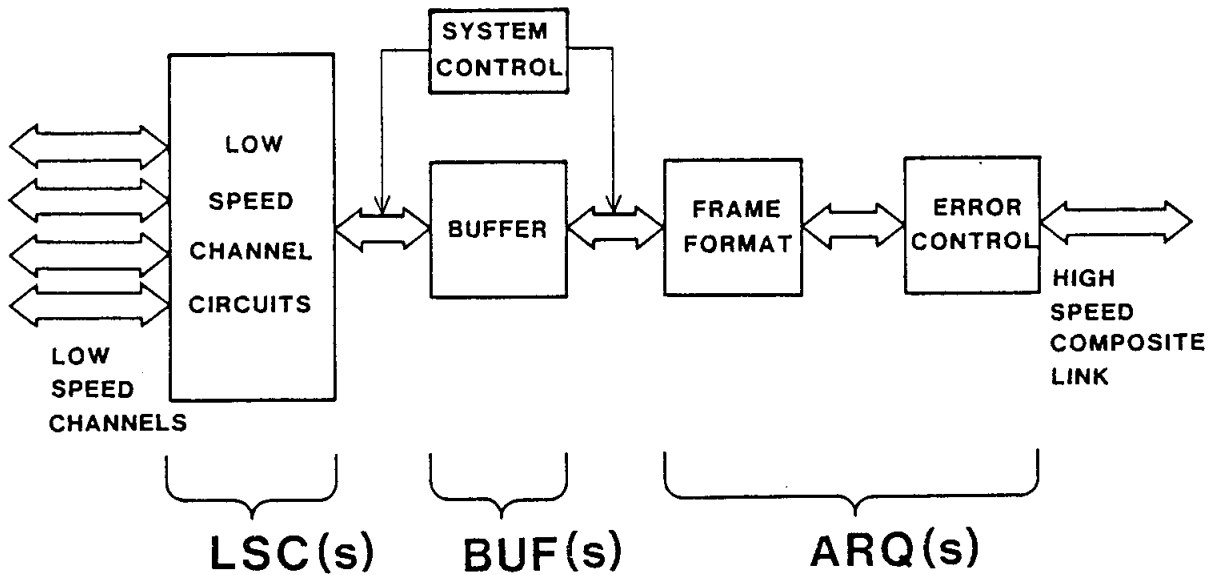 SYSTEM
CONTROL
LOW
SPEED
CHANNEL
CIRCUITS
BUFFER
FRAME
FORMAT
ERROR
CONTROL
LOW
SPEED
CHANNELS
HIGH
SPEED
COMPOSITE
LINK
LSC(s)
BUF(s)
ARQ(s)